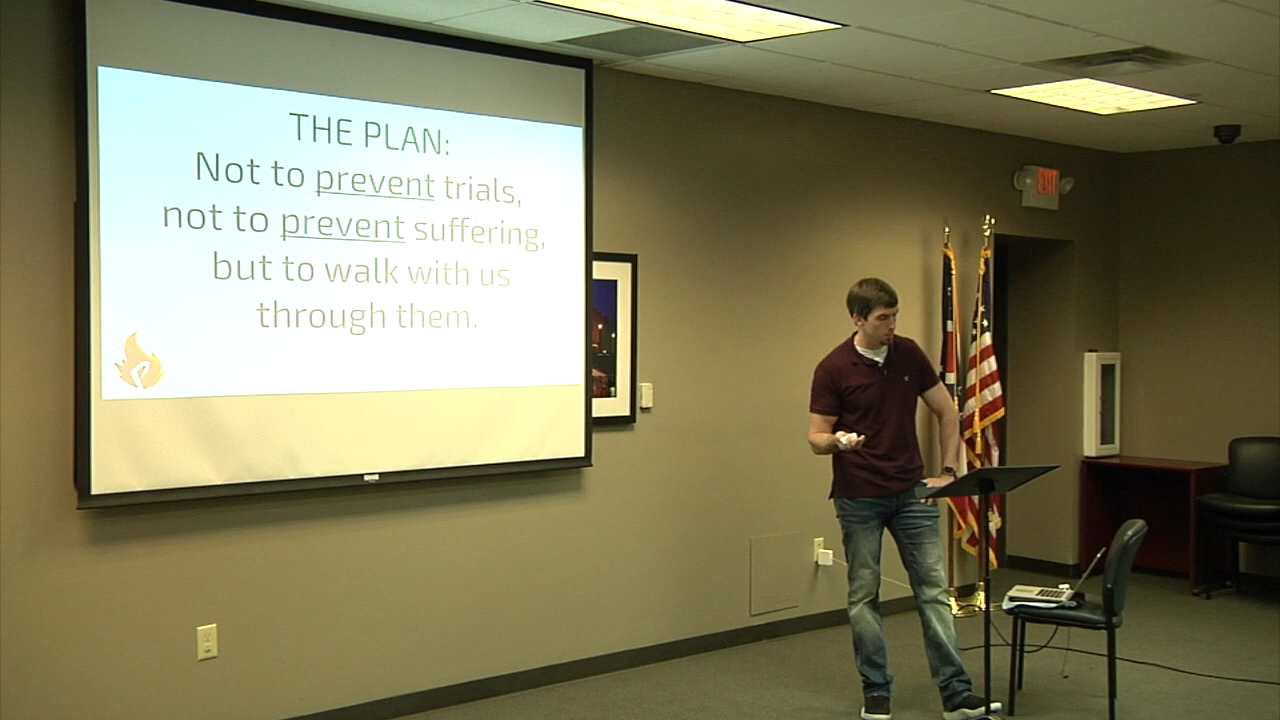 THE PLAN:
Not to prevent trials,
not to prevent suffering,
but to walk with us
through them.
P
EXIT